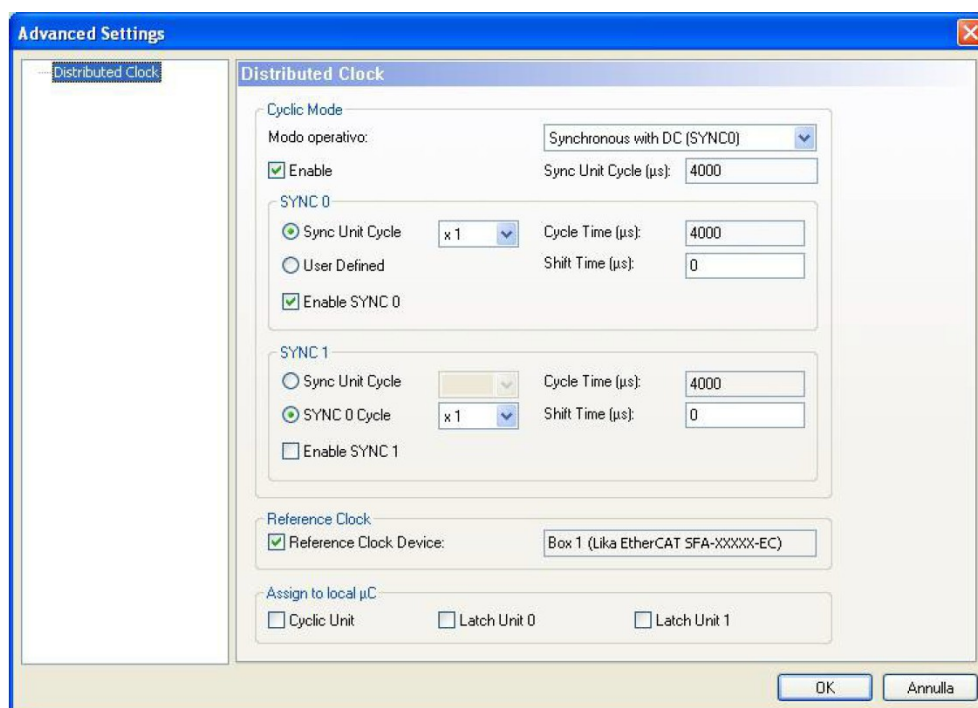 Advanced Settings
Distributed Clock
Distributed Clock
Cyclic Mode
Modo operativo: Synchronous with DC (SYNC0)
Enable Sync Unit Cycle (µs): 4000
SYNC 0
Sync Unit Cycle x 1 Cycle Time (µs): 4000
User Defined Shift Time (µs): 0
Enable SYNC 0
SYNC 1
Sync Unit Cycle Cycle Time (µs): 4000
SYNC 0 Cycle x 1 Shift Time (µs): 0
Enable SYNC 1
Reference Clock
Reference Clock Device: Box 1 (Lika EtherCAT SFA-XXXXX-EC)
Assign to local µC
Cyclic Unit Latch Unit 0 Latch Unit 1
OK Annulla